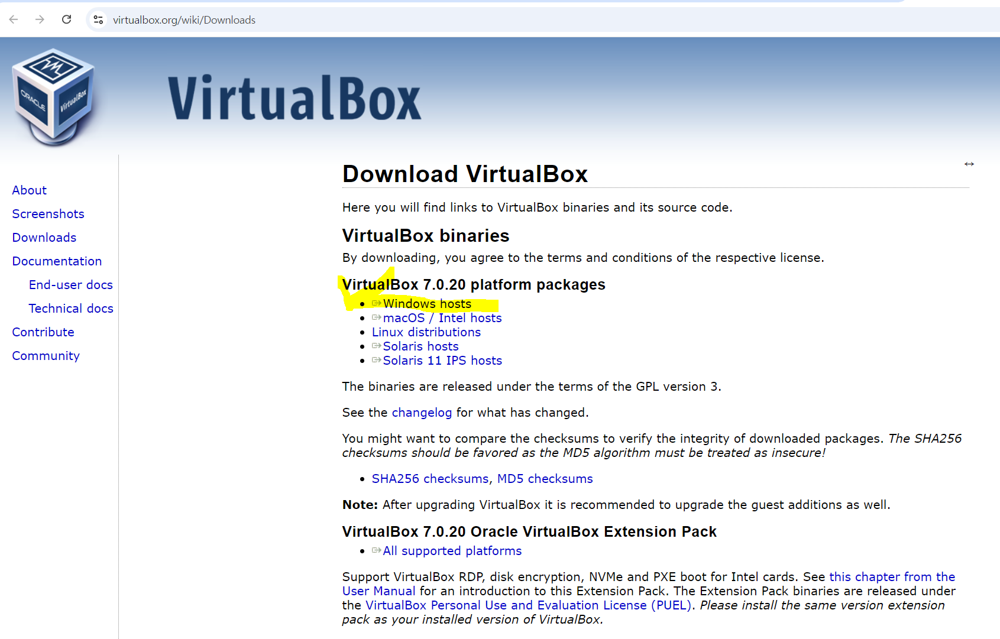 virtualbox.org/wiki/Downloads
ORACLE
VirtualBox
VirtualBox
About
Screenshots
Downloads
Documentation
End-user docs
Technical docs
Contribute
Community
Download VirtualBox
Here you will find links to VirtualBox binaries and its source code.
VirtualBox binaries
By downloading, you agree to the terms and conditions of the respective license.
VirtualBox 7.0.20 platform packages
Windows hosts
macOS / Intel hosts
Linux distributions
Solaris hosts
Solaris 11 IPS hosts
The binaries are released under the terms of the GPL version 3.
See the changelog for what has changed.
You might want to compare the checksums to verify the integrity of downloaded packages. The SHA256
checksums should be favored as the MD5 algorithm must be treated as insecure!
SHA256 checksums, MD5 checksums
Note: After upgrading VirtualBox it is recommended to upgrade the guest additions as well.
VirtualBox 7.0.20 Oracle VirtualBox Extension Pack
All supported platforms
Support VirtualBox RDP, disk encryption, NVMe and PXE boot for Intel cards. See this chapter from the
User Manual for an introduction to this Extension Pack. The Extension Pack binaries are released under
the VirtualBox Personal Use and Evaluation License (PUEL). Please install the same version extension
pack as your installed version of VirtualBox.